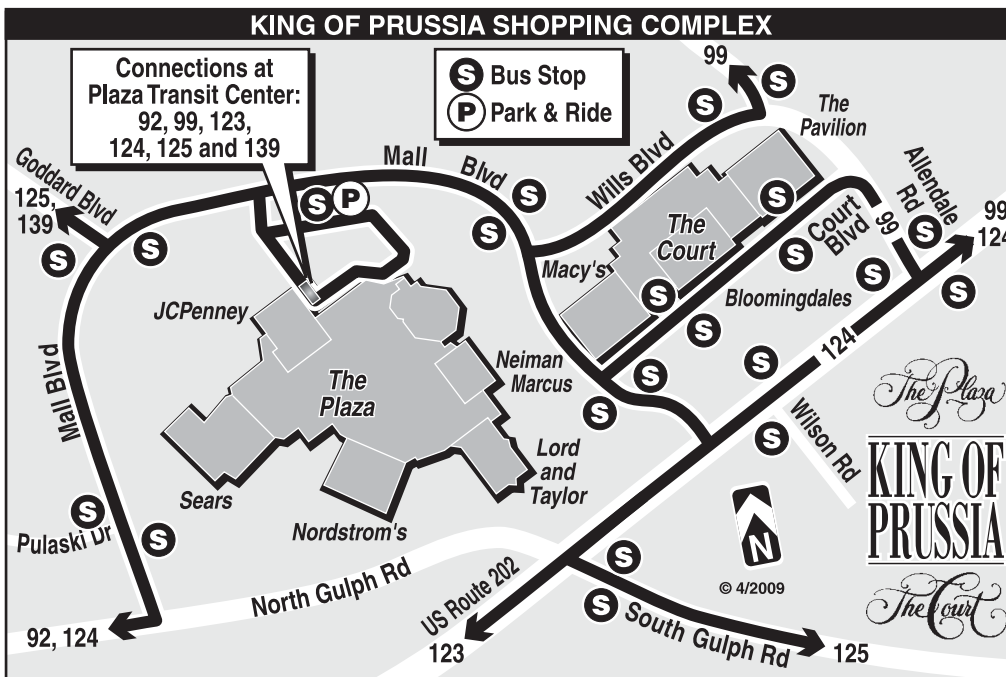 KING OF PRUSSIA SHOPPING COMPLEX
Connections at
Plaza Transit Center:
92, 99, 123,
124, 125 and 139
S Bus Stop
P Park & Ride
99
S
S
The
Pavilion
Goddard Blvd
125,
139
Mall
Blvd
Wills Blvd
Allendale
Rd
S
P
S
S
S
S
S
The
Court
S
Court
Blvd
99
S
99
124
Macy's
S
S
S
Bloomingdales
JCPenney
S
Mall Blvd
The
Plaza
Neiman
Marcus
S
S
124
S
The Plaza
Wilson Rd
S
Sears
Nordstrom's
Lord
and
Taylor
KING OF
PRUSSIA
S
Pulaski Dr
S
N
North Gulph Rd
US Route 202
S
S
South Gulph Rd
© 4/2009
The Court
92, 124
123
125